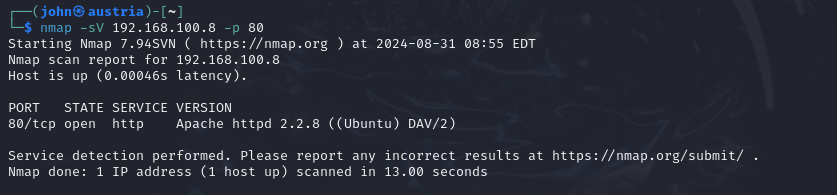 ┌──(john㉿austria)-[~]
└─$ nmap -sV 192.168.100.8 -p 80
Starting Nmap 7.94SVN ( https://nmap.org ) at 2024-08-31 08:55 EDT
Nmap scan report for 192.168.100.8
Host is up (0.00046s latency).

PORT   STATE SERVICE VERSION
80/tcp open  http    Apache httpd 2.2.8 ((Ubuntu) DAV/2)

Service detection performed. Please report any incorrect results at https://nmap.org/submit/ .
Nmap done: 1 IP address (1 host up) scanned in 13.00 seconds